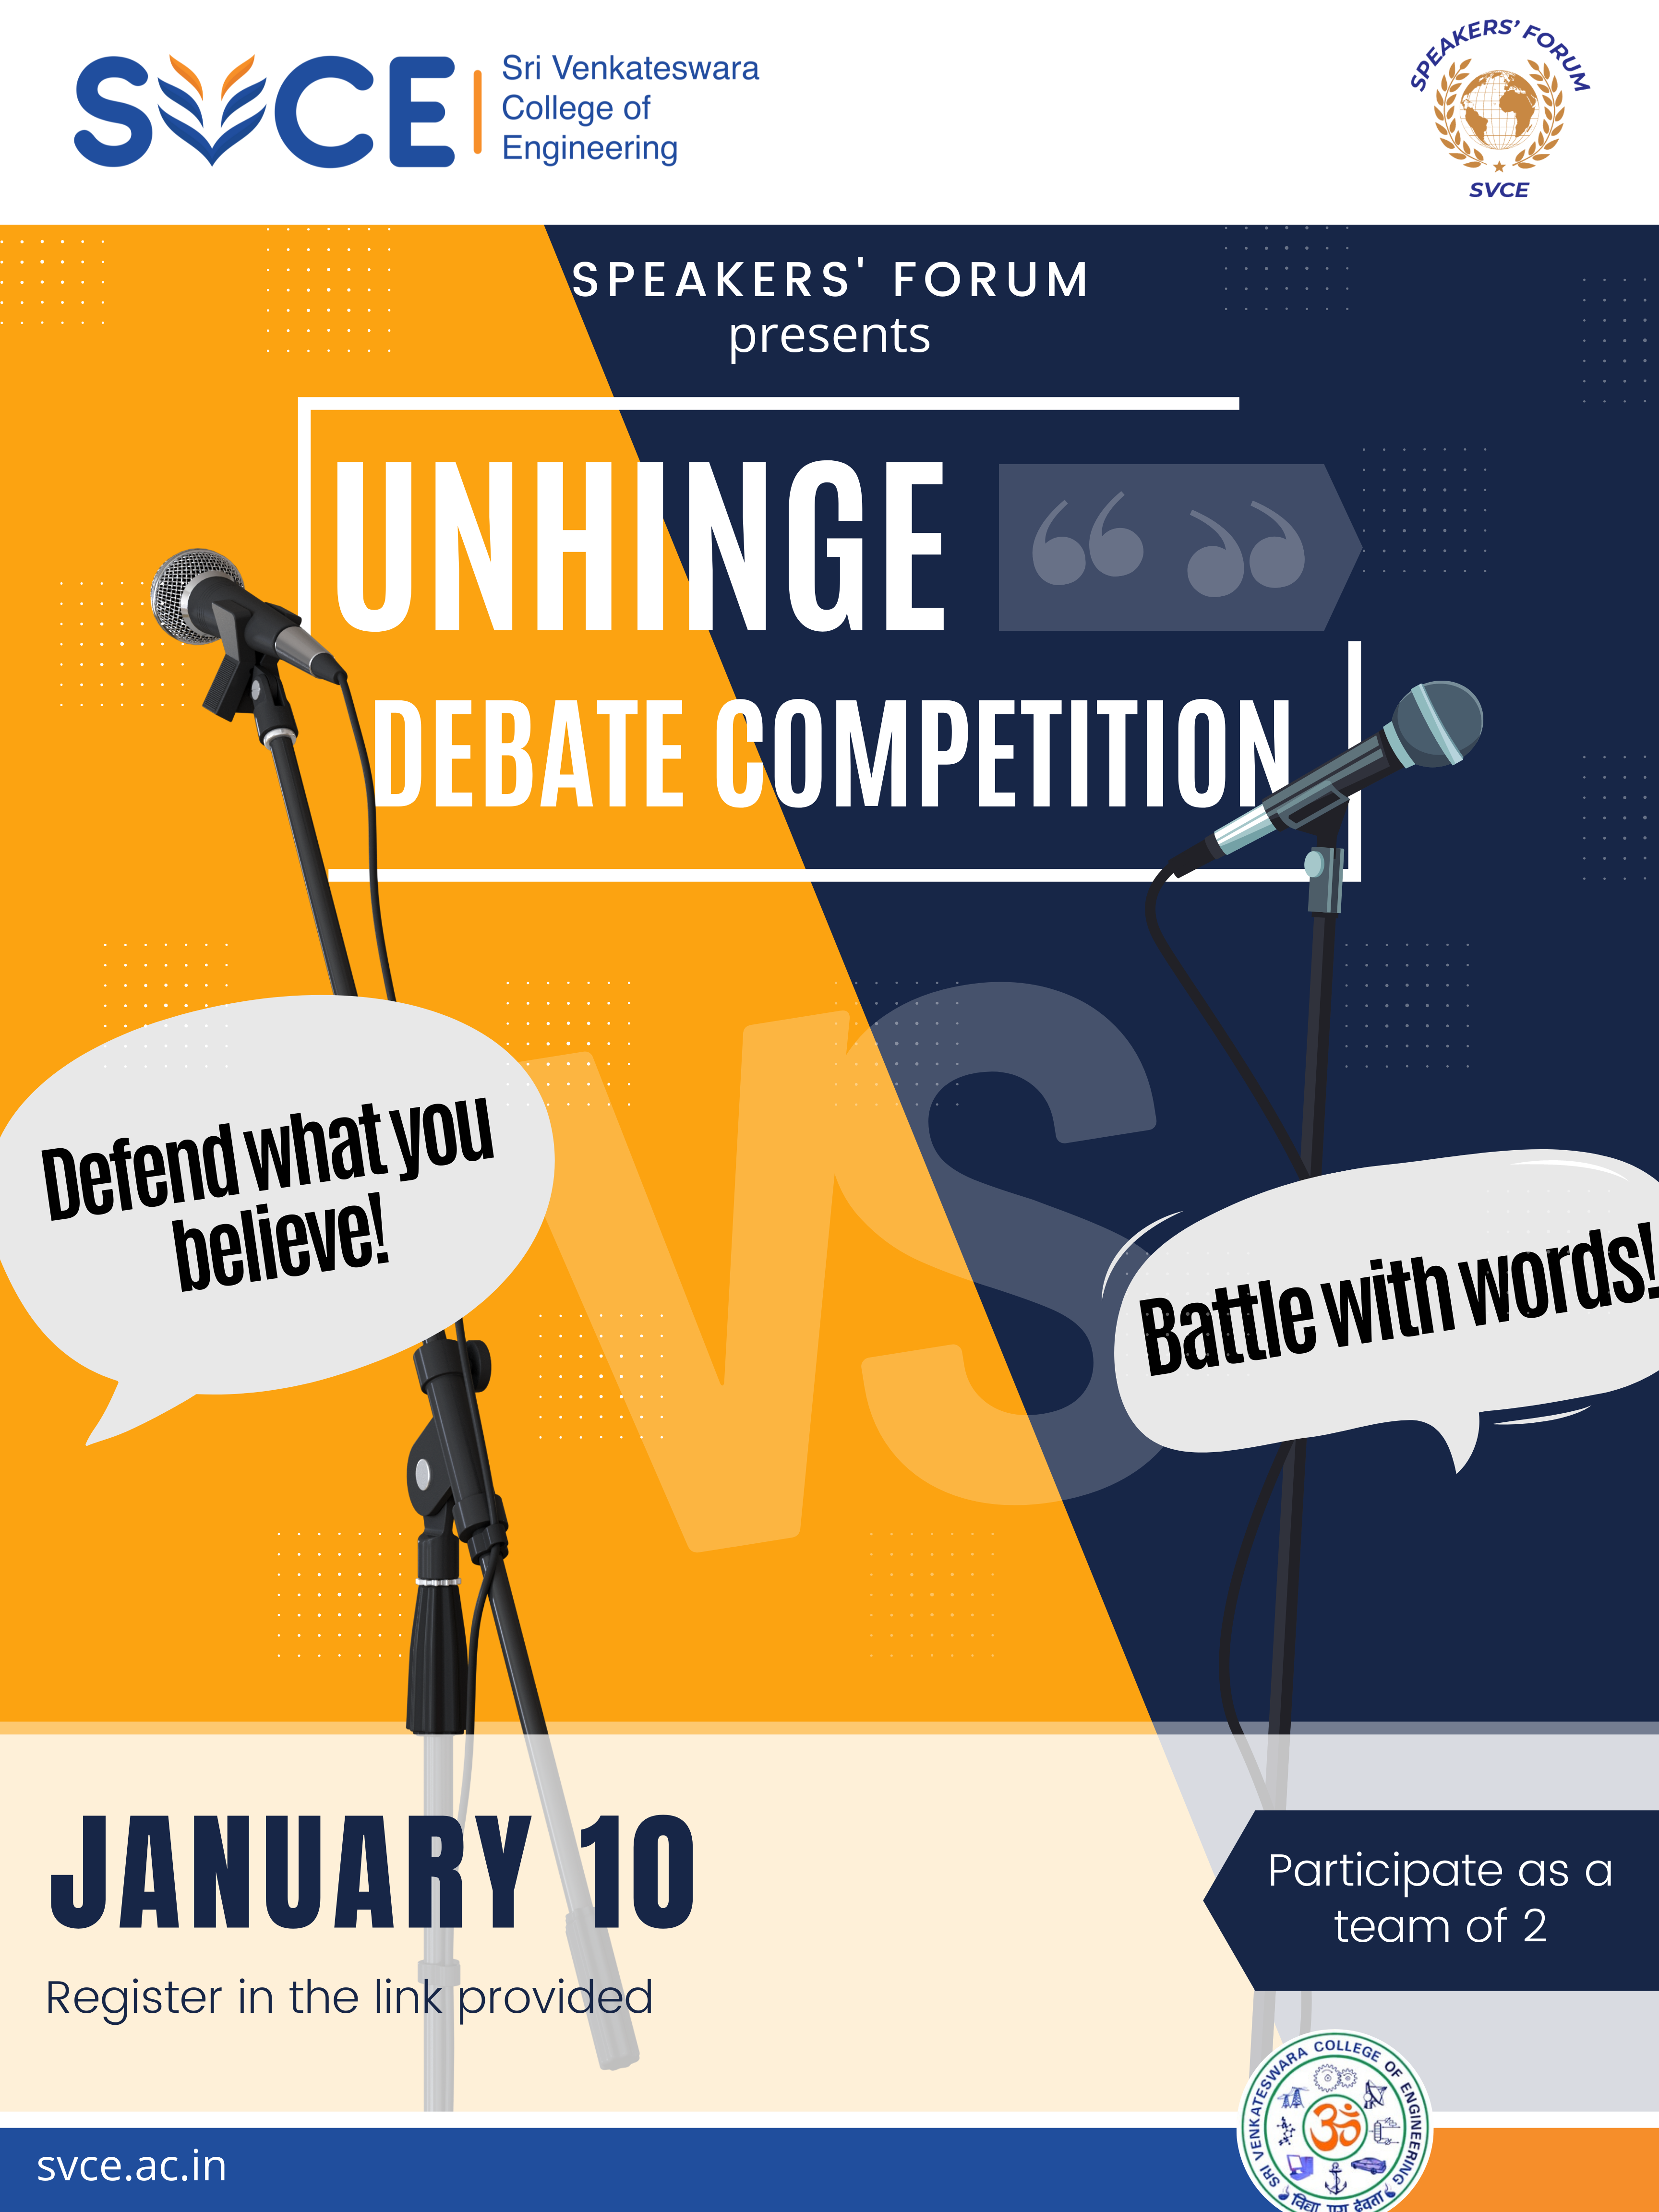 SVCE
Sri Venkateswara
College of
Engineering
SPEAKERS' FORUM
SVCE
SPEAKERS' FORUM
presents
UNHINGE
“ ”
DEBATE COMPETITION
VS
Defend what you
believe!
Battle with words!
JANUARY 10
Register in the link provided
Participate as a
team of 2
SRI VENKATESWARA COLLEGE OF ENGINEERING
ॐ
svce.ac.in